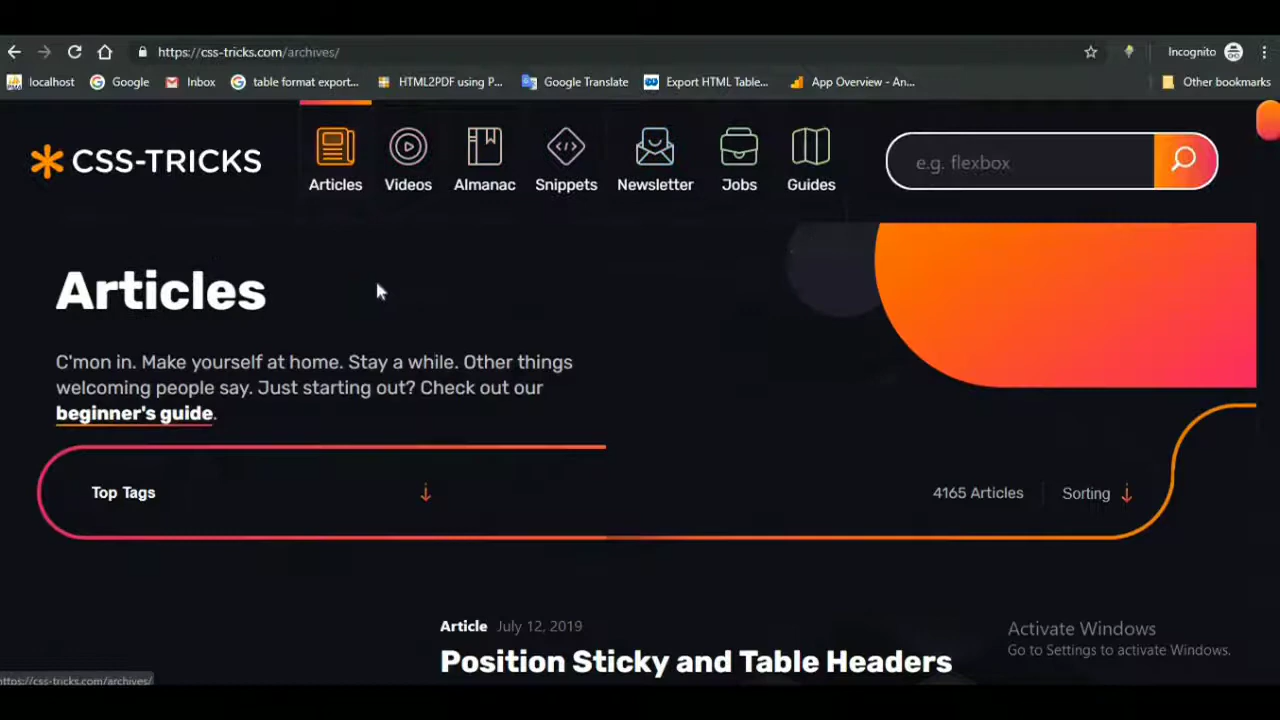 https://css-tricks.com/archives/
Incognito
localhost
Google
Inbox
table format export...
HTML2PDF using P...
Google Translate
Export HTML Table...
App Overview - An...
Other bookmarks
CSS-TRICKS
Articles
Videos
Almanac
Snippets
Newsletter
Jobs
Guides
e.g. flexbox
Articles
C'mon in. Make yourself at home. Stay a while. Other things
welcoming people say. Just starting out? Check out our
beginner's guide.
Top Tags
4165 Articles
Sorting
Article July 12, 2019
Position Sticky and Table Headers
Activate Windows
Go to Settings to activate Windows.
ttps://css-tricks.com/archives/